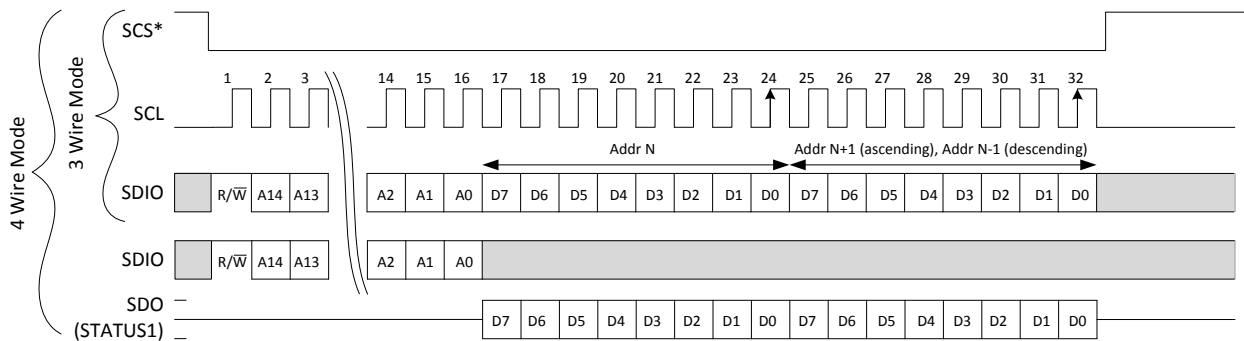 SCS*
1 2 3 14 15 16 17 18 19 20 21 22 23 24 25 26 27 28 29 30 31 32
SCL
Addr N Addr N+1 (ascending), Addr N-1 (descending)
SDIO R/W̅ A14 A13 A2 A1 A0 D7 D6 D5 D4 D3 D2 D1 D0 D7 D6 D5 D4 D3 D2 D1 D0
SDIO R/W̅ A14 A13 A2 A1 A0
SDO
(STATUS1) D7 D6 D5 D4 D3 D2 D1 D0 D7 D6 D5 D4 D3 D2 D1 D0
3 Wire Mode
4 Wire Mode